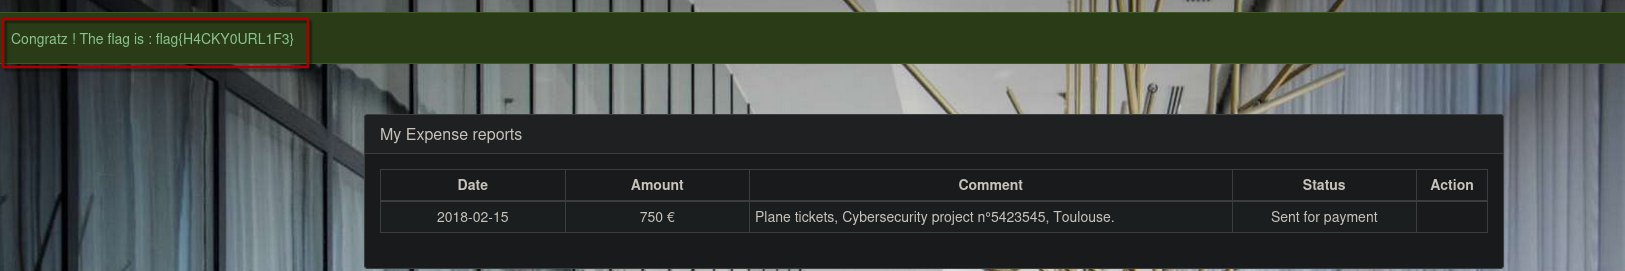 Congratz ! The flag is : flag{H4CKY0URL1F3}
My Expense reports
Date Amount Comment Status Action
2018-02-15 750 € Plane tickets, Cybersecurity project n°5423545, Toulouse. Sent for payment